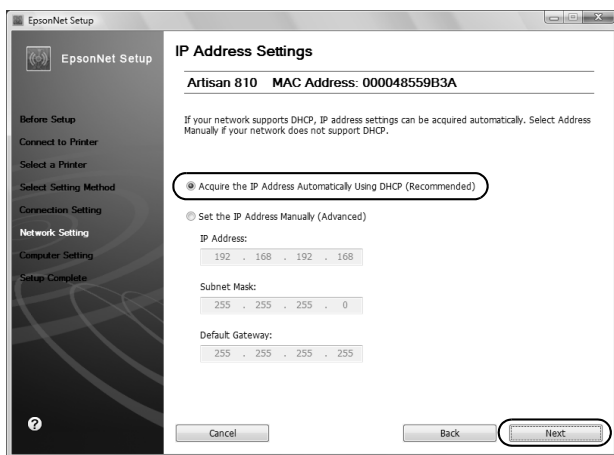 EpsonNet Setup
EpsonNet Setup
Before Setup
Connect to Printer
Select a Printer
Select Setting Method
Connection Setting
Network Setting
Computer Setting
Setup Complete
?
IP Address Settings
Artisan 810 MAC Address: 000048559B3A
If your network supports DHCP, IP address settings can be acquired automatically. Select Address
Manually if your network does not support DHCP.
Acquire the IP Address Automatically Using DHCP (Recommended)
Set the IP Address Manually (Advanced)
IP Address:
192 . 168 . 192 . 168
Subnet Mask:
255 . 255 . 255 . 0
Default Gateway:
255 . 255 . 255 . 255
Cancel
Back
Next